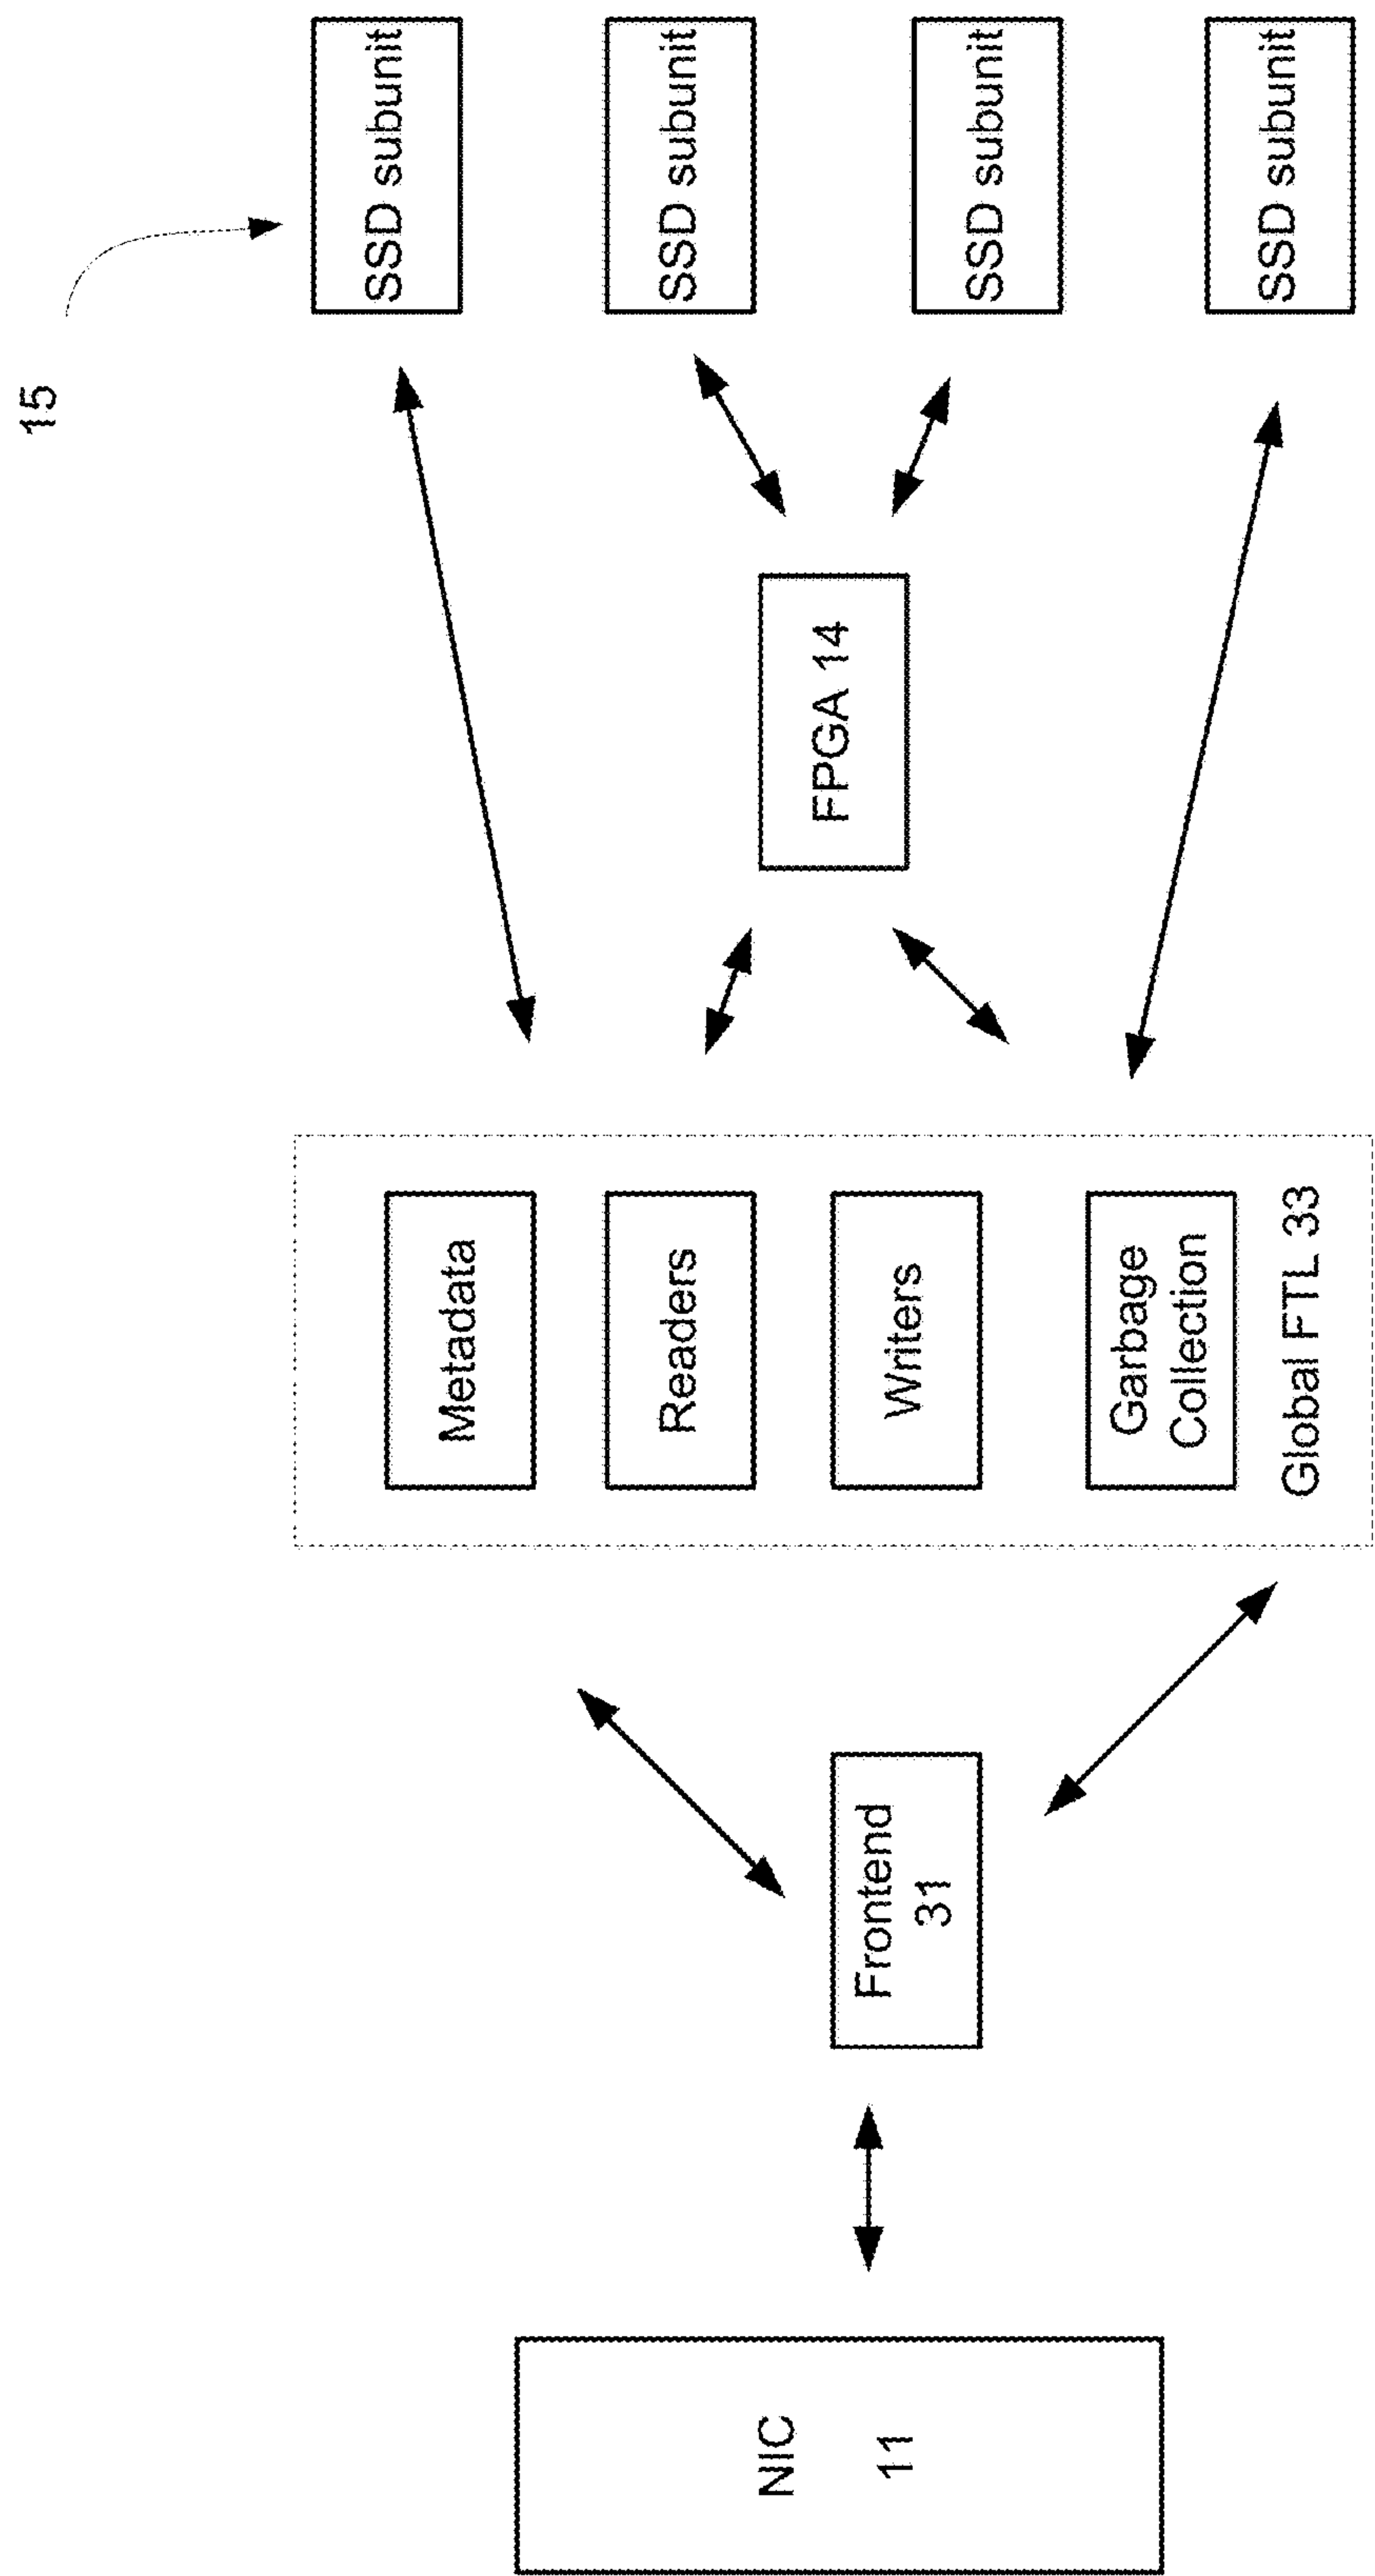 NIC
11
Frontend
31
Metadata
Readers
Writers
Garbage
Collection
Global FTL 33
FPGA 14
15
SSD subunit
SSD subunit
SSD subunit
SSD subunit